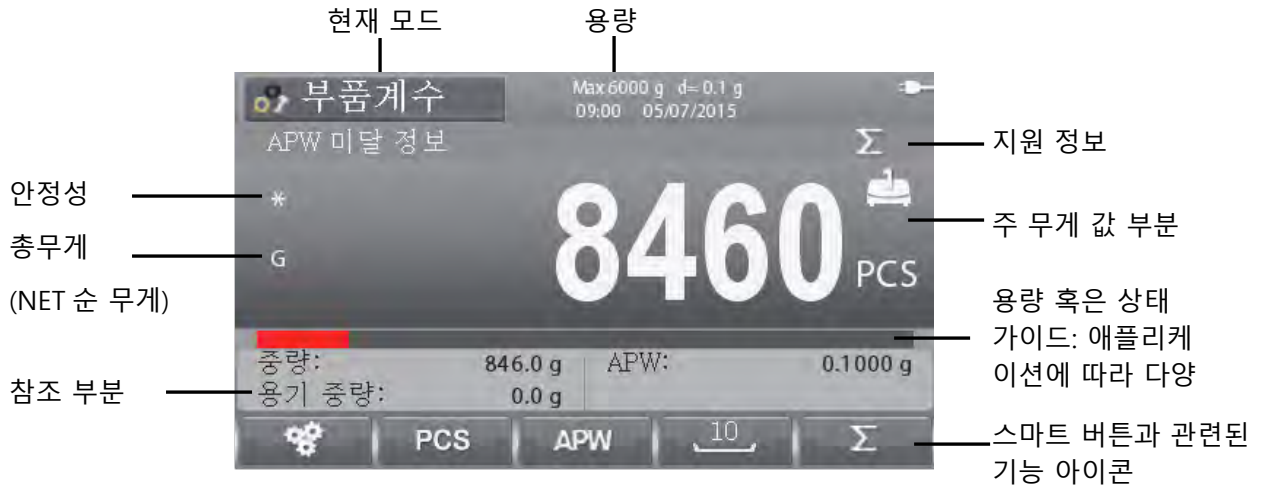 현재 모드
용량
부품계수
Max 6000 g d= 0.1 g
09:00 05/07/2015
APW 미달 정보
Σ
지원 정보
안정성
*
1
8460
PCS
주 무게 값 부분
총무게
G
(NET 순 무게)
용량 혹은 상태
가이드: 애플리케
이션에 따라 다양
중량: 846.0 g
APW: 0.1000 g
참조 부분
용기 중량: 0.0 g
PCS
APW
10
Σ
스마트 버튼과 관련된
기능 아이콘